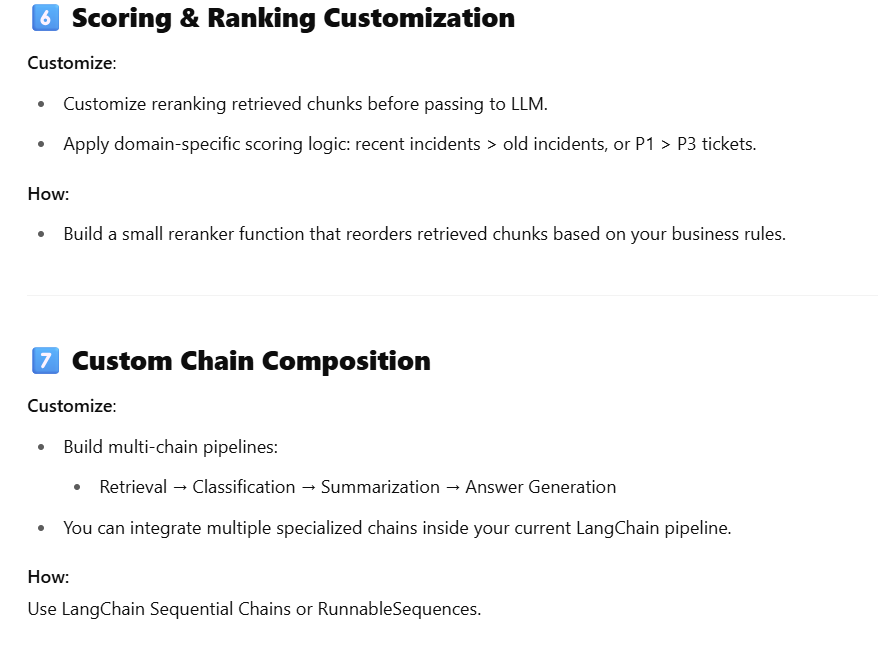 6️⃣ Scoring & Ranking Customization
Customize:
• Customize reranking retrieved chunks before passing to LLM.
• Apply domain-specific scoring logic: recent incidents > old incidents, or P1 > P3 tickets.
How:
• Build a small reranker function that reorders retrieved chunks based on your business rules.
7️⃣ Custom Chain Composition
Customize:
• Build multi-chain pipelines:
• Retrieval → Classification → Summarization → Answer Generation
• You can integrate multiple specialized chains inside your current LangChain pipeline.
How:
Use LangChain Sequential Chains or RunnableSequences.